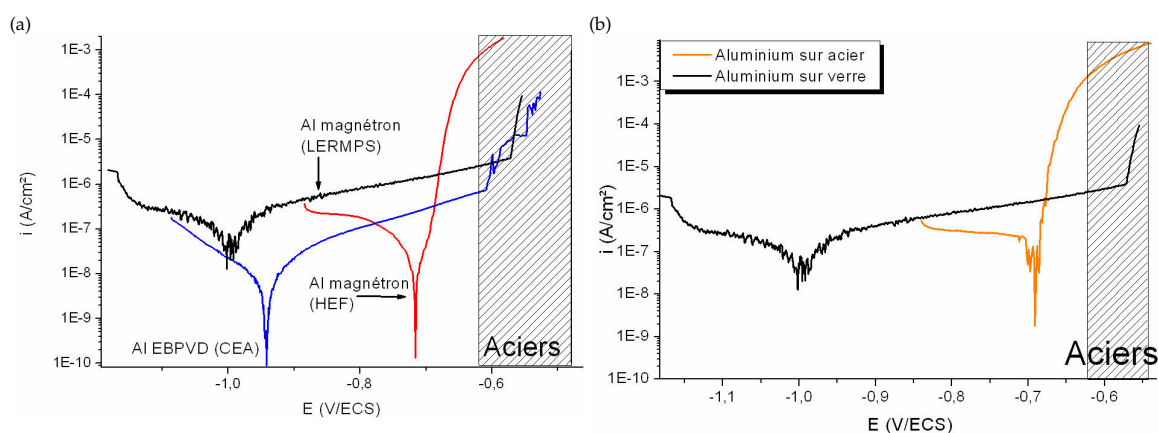 (a)
1E-3
1E-4
1E-5
1E-6
1E-7
1E-8
1E-9
1E-10
i (A/cm²)
Al magnétron
(LERMPS)
Al magnétron
(HEF)
Al EBPVD (CEA)
Aciers
-1,0
-0,8
-0,6
E (V/ECS)
(b)
Aluminium sur acier
Aluminium sur verre
1E-3
1E-4
1E-5
1E-6
1E-7
1E-8
1E-9
1E-10
i (A/cm²)
Aciers
-1,1
-1,0
-0,9
-0,8
-0,7
-0,6
E (V/ECS)